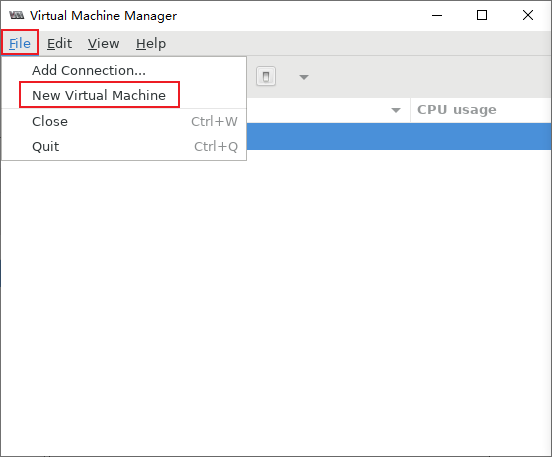 Virtual Machine Manager
File Edit View Help
Add Connection...
New Virtual Machine
CPU usage
Close Ctrl+W
Quit Ctrl+Q